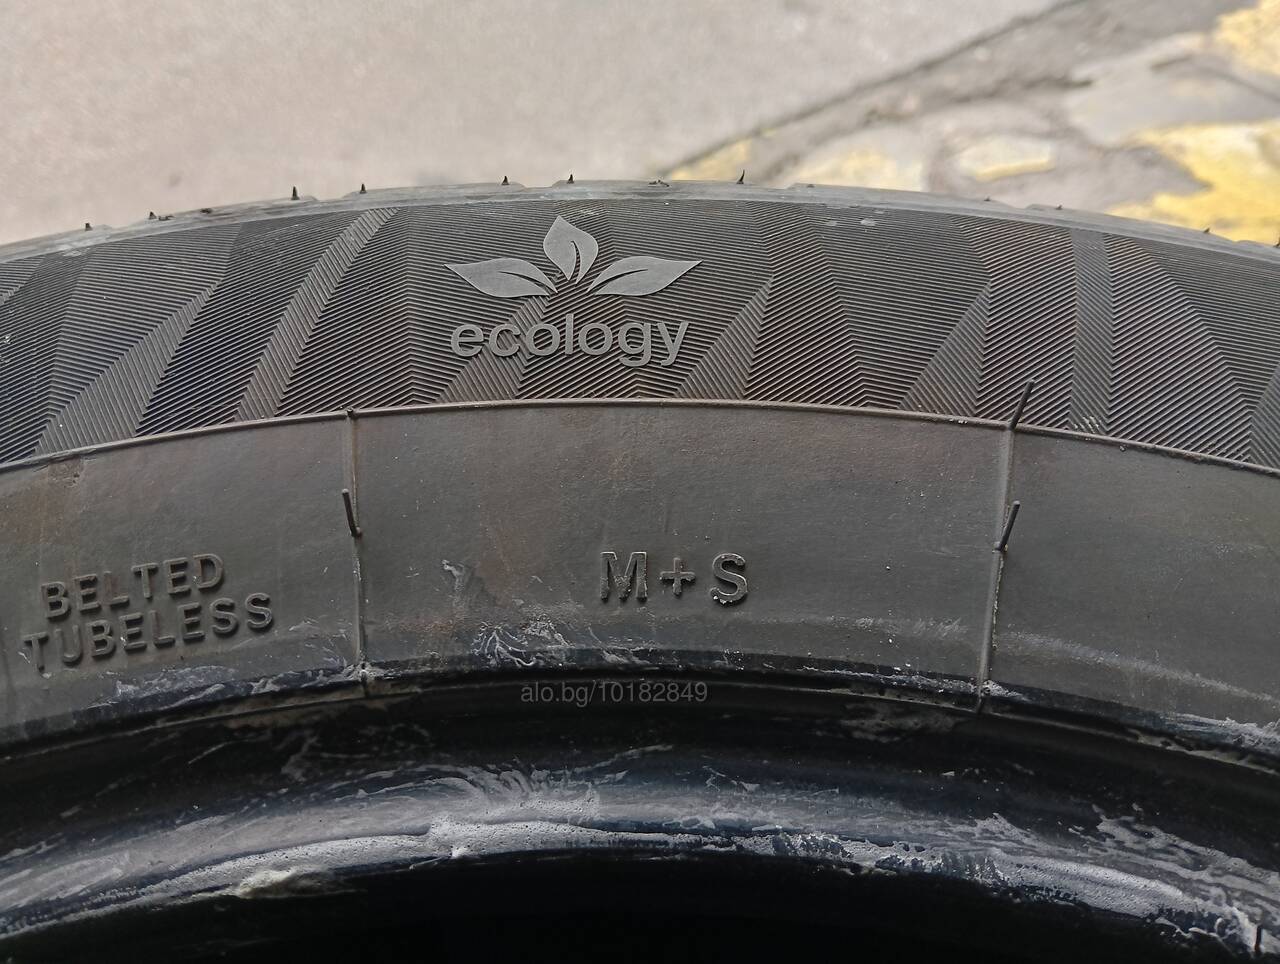 ecology
M+S
BELTED
TUBELESS
alo.bg/10182849